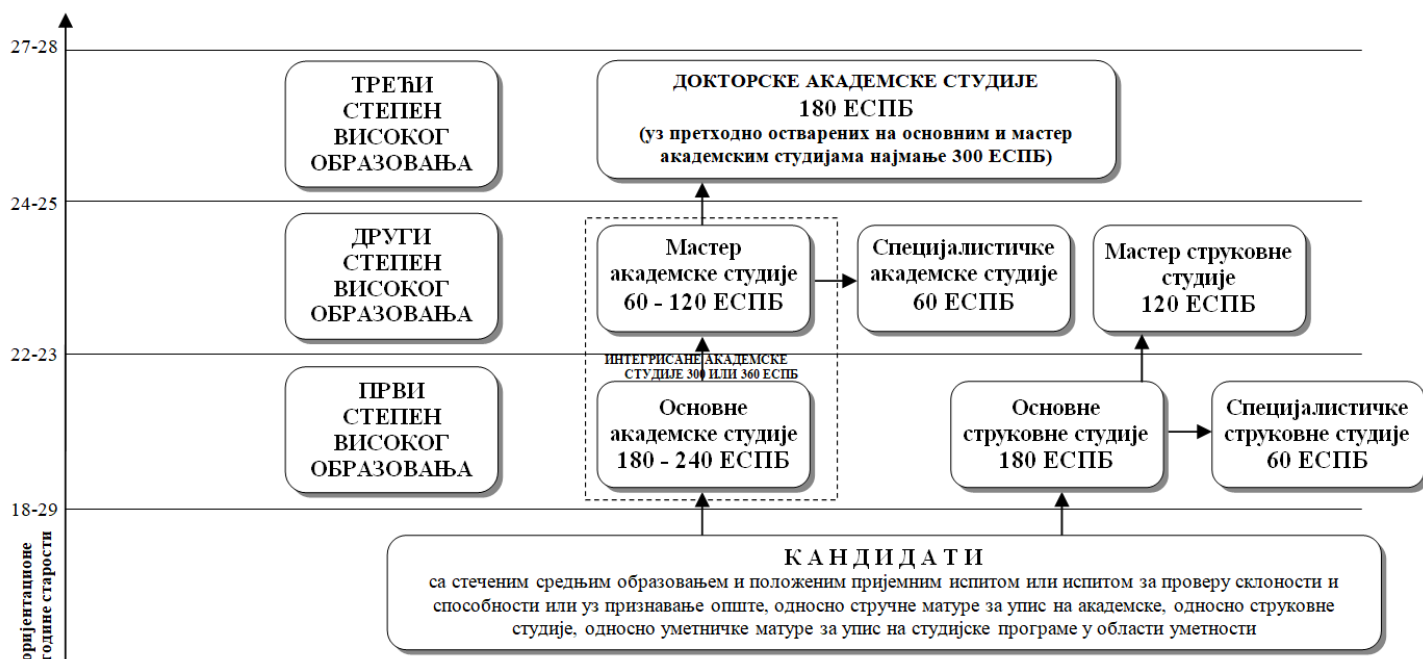 27-28
ТРЕЋИ
СТЕПЕН
ВИСОКОГ
ОБРАЗОВАЊА
ДОКТОРСКЕ АКАДЕМСКЕ СТУДИЈЕ
180 ЕСПБ
(уз претходно остварених на основним и мастер
академским студијама најмање 300 ЕСПБ)
24-25
ДРУГИ
СТЕПЕН
ВИСОКОГ
ОБРАЗОВАЊА
Мастер
академске студије
60 - 120 ЕСПБ
Специјалистичке
академске студије
60 ЕСПБ
Мастер струковне
студије
120 ЕСПБ
22-23
ИНТЕГРИСАНЕ АКАДЕМСКЕ
СТУДИЈЕ 300 ИЛИ 360 ЕСПБ
ПРВИ
СТЕПЕН
ВИСОКОГ
ОБРАЗОВАЊА
Основне
академске студије
180 - 240 ЕСПБ
Основне
струковне студије
180 ЕСПБ
Специјалистичке
струковне студије
60 ЕСПБ
18-29
оријентационе
године старости
К А Н Д И Д А Т И
са стеченим средњим образовањем и положеним пријемним испитом или испитом за проверу склоности и
способности или уз признавање опште, односно стручне матуре за упис на академске, односно струковне
студије, односно уметничке матуре за упис на студијске програме у области уметности